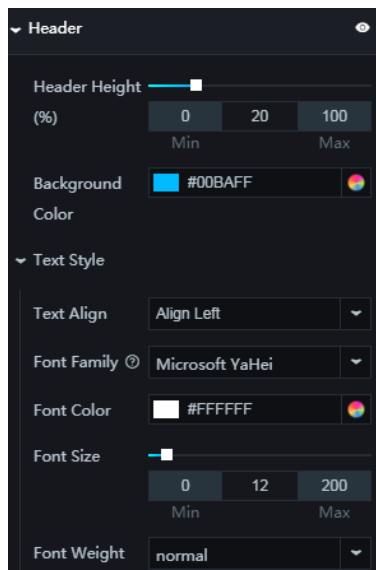 Header
Header Height
(%)
0 20 100
Min Max
Background
Color
#00BAFF
Text Style
Text Align Align Left
Font Family Microsoft YaHei
Font Color #FFFFFF
Font Size
0 12 200
Min Max
Font Weight normal